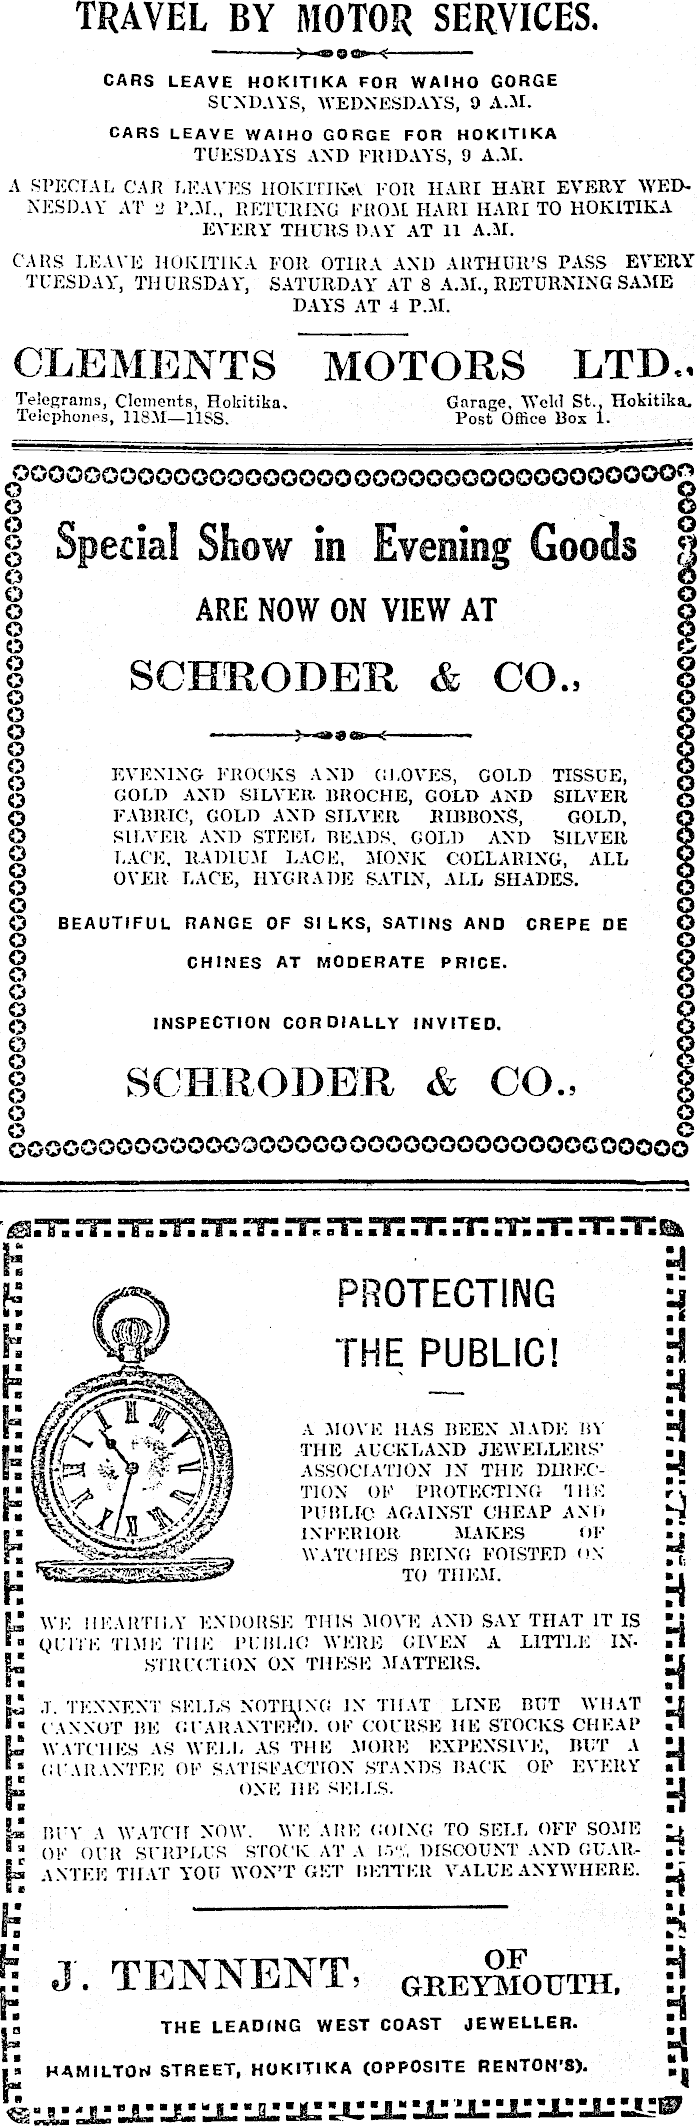 TRAVEL BY MOTOR SERVICES.
CARS LEAVE HOKITIKA FOR WAIHO GORGE
SUNDAYS, WEDNESDAYS, 9 A.M.
CARS LEAVE WAIHO GORGE FOR HOKITIKA
TUESDAYS AND FRIDAYS, 9 A.M.
A SPECIAL CAR LEAVES HOKITIKA FOR HARI HARI EVERY WED-
NESDAY AT 2 P.M., RETURING FROM HARI HARI TO HOKITIKA
EVERY THURSDAY AT 11 A.M.
CARS LEAVE HOKITIKA FOR OTIRA AND ARTHUR'S PASS EVERY
TUESDAY, THURSDAY, SATURDAY AT 8 A.M., RETURNING SAME
DAYS AT 4 P.M.
CLEMENTS MOTORS LTD.,
Telegrams, Clements, Hokitika. Garage, Weld St., Hokitika.
Telephones, 118M—118S. Post Office Box 1.
Special Show in Evening Goods
ARE NOW ON VIEW AT
SCHRODER & CO.,
EVENING FROCKS AND GLOVES, GOLD TISSUE,
GOLD AND SILVER BROCHE, GOLD AND SILVER
FABRIC, GOLD AND SILVER RIBBONS, GOLD,
SILVER AND STEEL BEADS, GOLD AND SILVER
LACE, RADIUM LACE, MONK COLLARING, ALL
OVER LACE, HYGRADE SATIN, ALL SHADES.
BEAUTIFUL RANGE OF SILKS, SATINS AND CREPE DE
CHINES AT MODERATE PRICE.
INSPECTION CORDIALLY INVITED.
SCHRODER & CO.,
PROTECTING
THE PUBLIC!
A MOVE HAS BEEN MADE BY
THE AUCKLAND JEWELLERS'
ASSOCIATION IN THE DIREC-
TION OF PROTECTING THE
PUBLIC AGAINST CHEAP AND
INFERIOR MAKES OF
WATCHES BEING FOISTED ON
TO THEM.
WE HEARTILY ENDORSE THIS MOVE AND SAY THAT IT IS
QUITE TIME THE PUBLIC WERE GIVEN A LITTLE IN-
STRUCTION ON THESE MATTERS.
J. TENNENT SELLS NOTHING IN THAT LINE BUT WHAT
CANNOT BE GUARANTEED. OF COURSE HE STOCKS CHEAP
WATCHES AS WELL AS THE MORE EXPENSIVE, BUT A
GUARANTEE OF SATISFACTION STANDS BACK OF EVERY
ONE HE SELLS.
BUY A WATCH NOW. WE ARE GOING TO SELL OFF SOME
OF OUR SURPLUS STOCK AT A 15% DISCOUNT AND GUAR-
ANTEE THAT YOU WON'T GET BETTER VALUE ANYWHERE.
J. TENNENT, OF GREYMOUTH,
THE LEADING WEST COAST JEWELLER.
HAMILTON STREET, HOKITIKA (OPPOSITE RENTON'S).